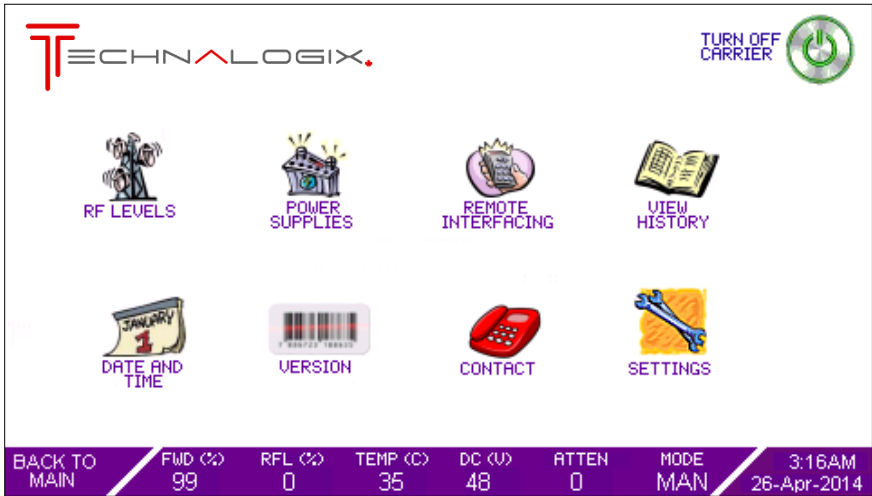 TECHNALOGIX.
TURN OFF
CARRIER
RF LEVELS
POWER
SUPPLIES
REMOTE
INTERFACING
VIEW
HISTORY
JANUARY
1
DATE AND
TIME
VERSION
CONTACT
SETTINGS
BACK TO
MAIN
FWD (%)
99
RFL (%)
0
TEMP (C)
35
DC (V)
48
ATTEN
0
MODE
MAN
3:16AM
26-Apr-2014